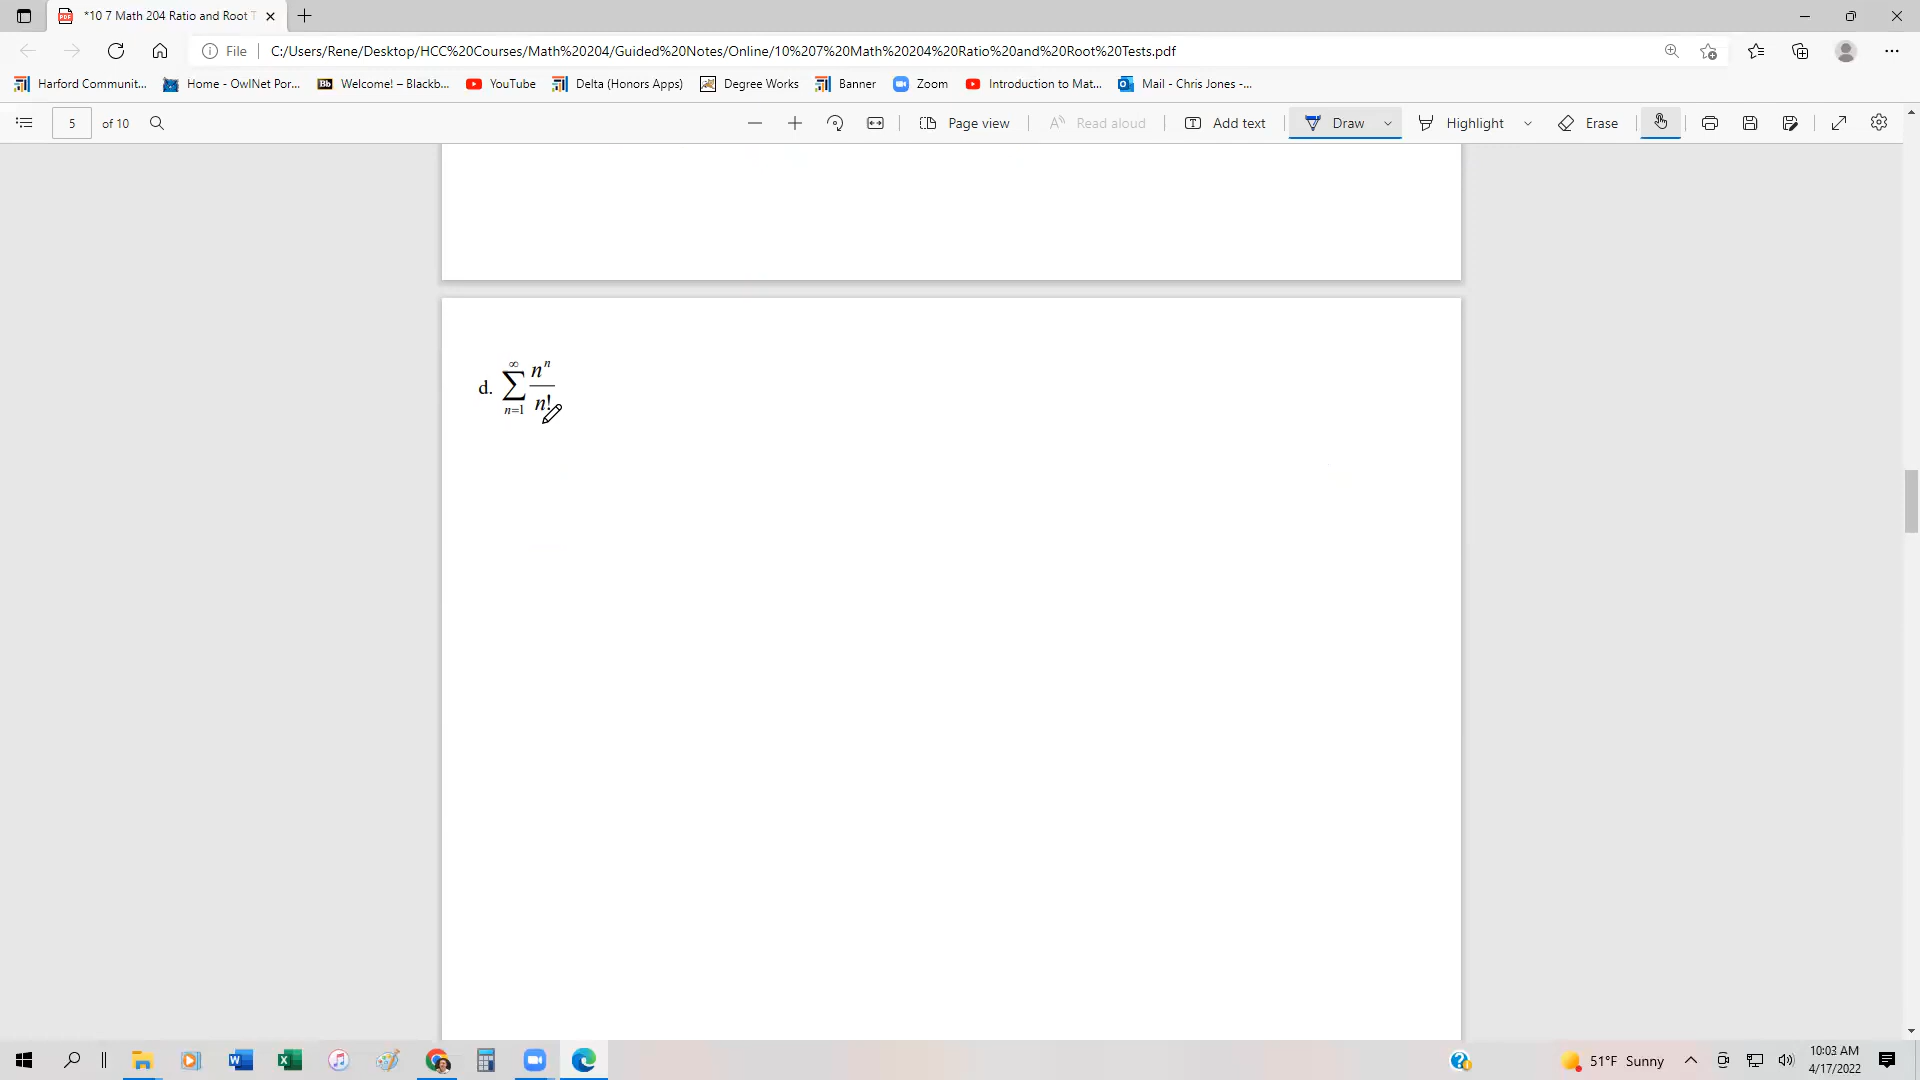 *10 7 Math 204 Ratio and Root T
File C:/Users/Rene/Desktop/HCC%20Courses/Math%20204/Guided%20Notes/Online/10%207%20Math%20204%20Ratio%20and%20Root%20Tests.pdf
Harford Communit... Home - OwlNet Por... Bb Welcome! – Blackb... YouTube Delta (Honors Apps) Degree Works Banner Zoom Introduction to Mat... Mail - Chris Jones -...
5 of 10 Page view Read aloud Add text Draw Highlight Erase
d. ∑_{n=1}^{∞} n^n / n!
51°F Sunny 10:03 AM
4/17/2022